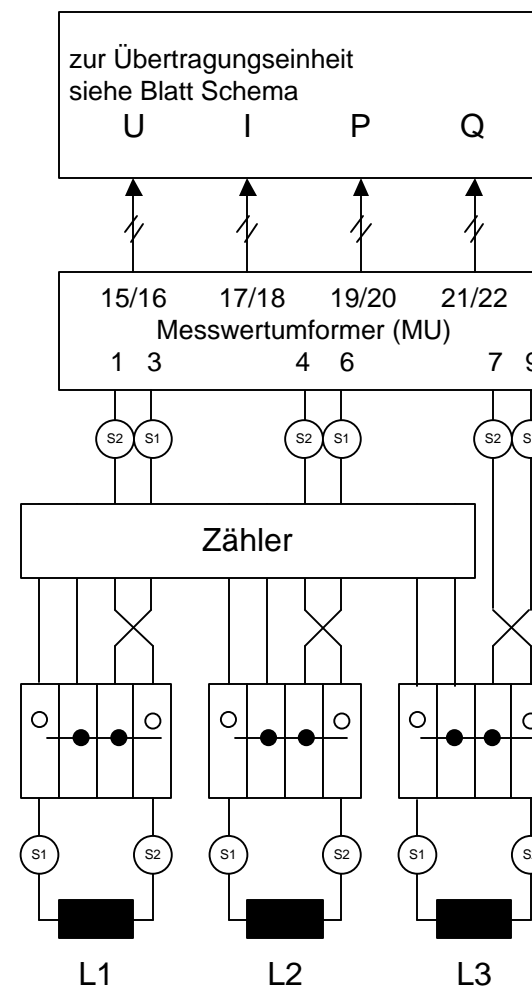 zur Übertragungseinheit
siehe Blatt Schema
U I P Q
15/16 17/18 19/20 21/22
Messwertumformer (MU)
1 3 4 6 7
S2 S1 S2 S1 S2
Zähler
S1 S2 S1 S2 S1
L1 L2 L3